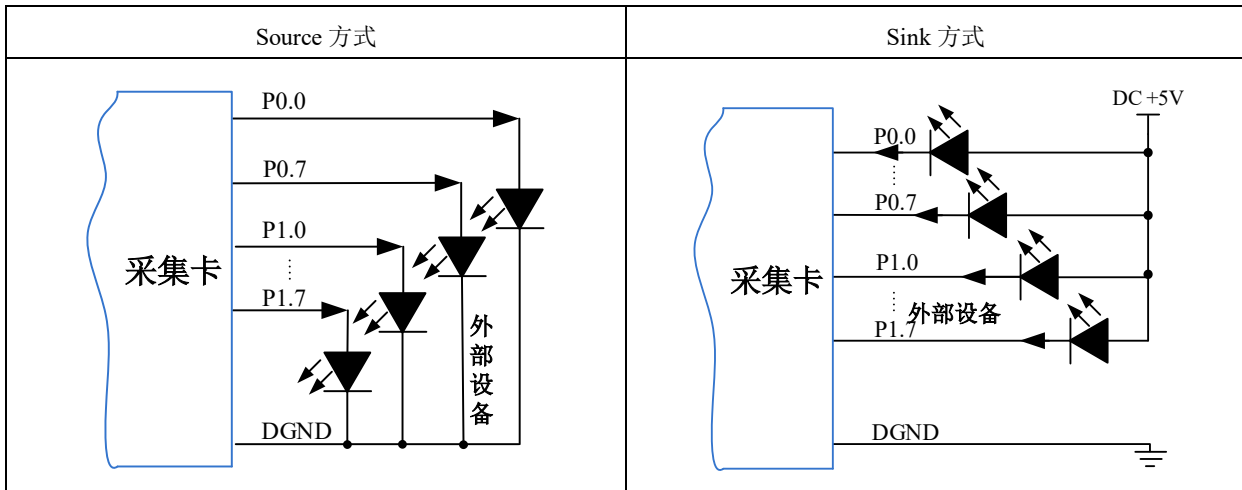 Source 方式
Sink 方式
P0.0
P0.7
P1.0
⋮
P1.7
采集卡
外部设备
DGND
DC +5V
P0.0
⋮
P0.7
P1.0
⋮
P1.7
采集卡
外部设备
DGND